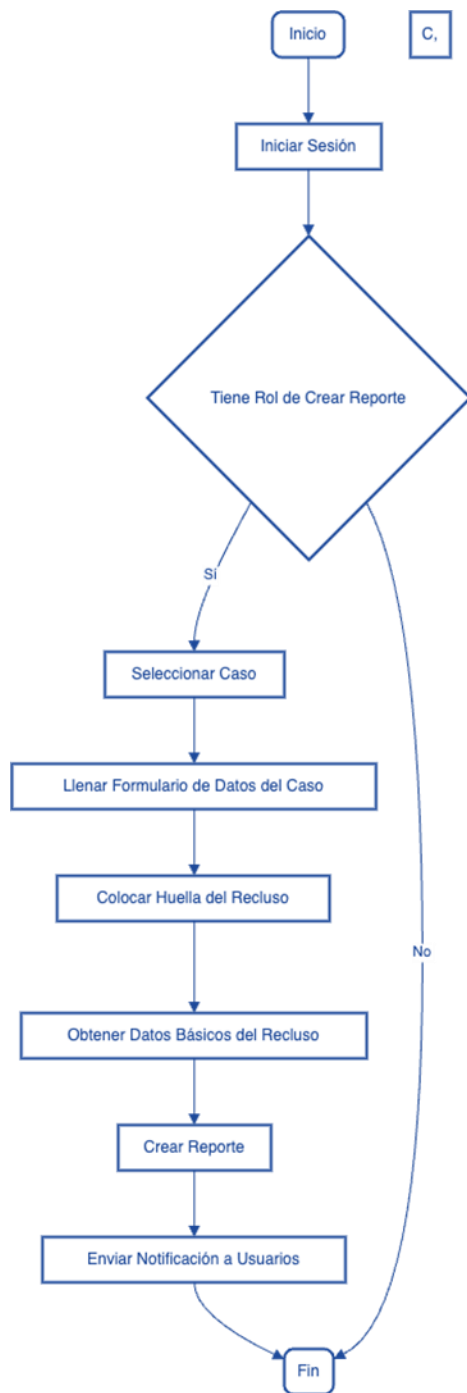 Inicio
C,
Iniciar Sesión
Tiene Rol de Crear Reporte
Sí
Seleccionar Caso
Llenar Formulario de Datos del Caso
Colocar Huella del Recluso
No
Obtener Datos Básicos del Recluso
Crear Reporte
Enviar Notificación a Usuarios
Fin